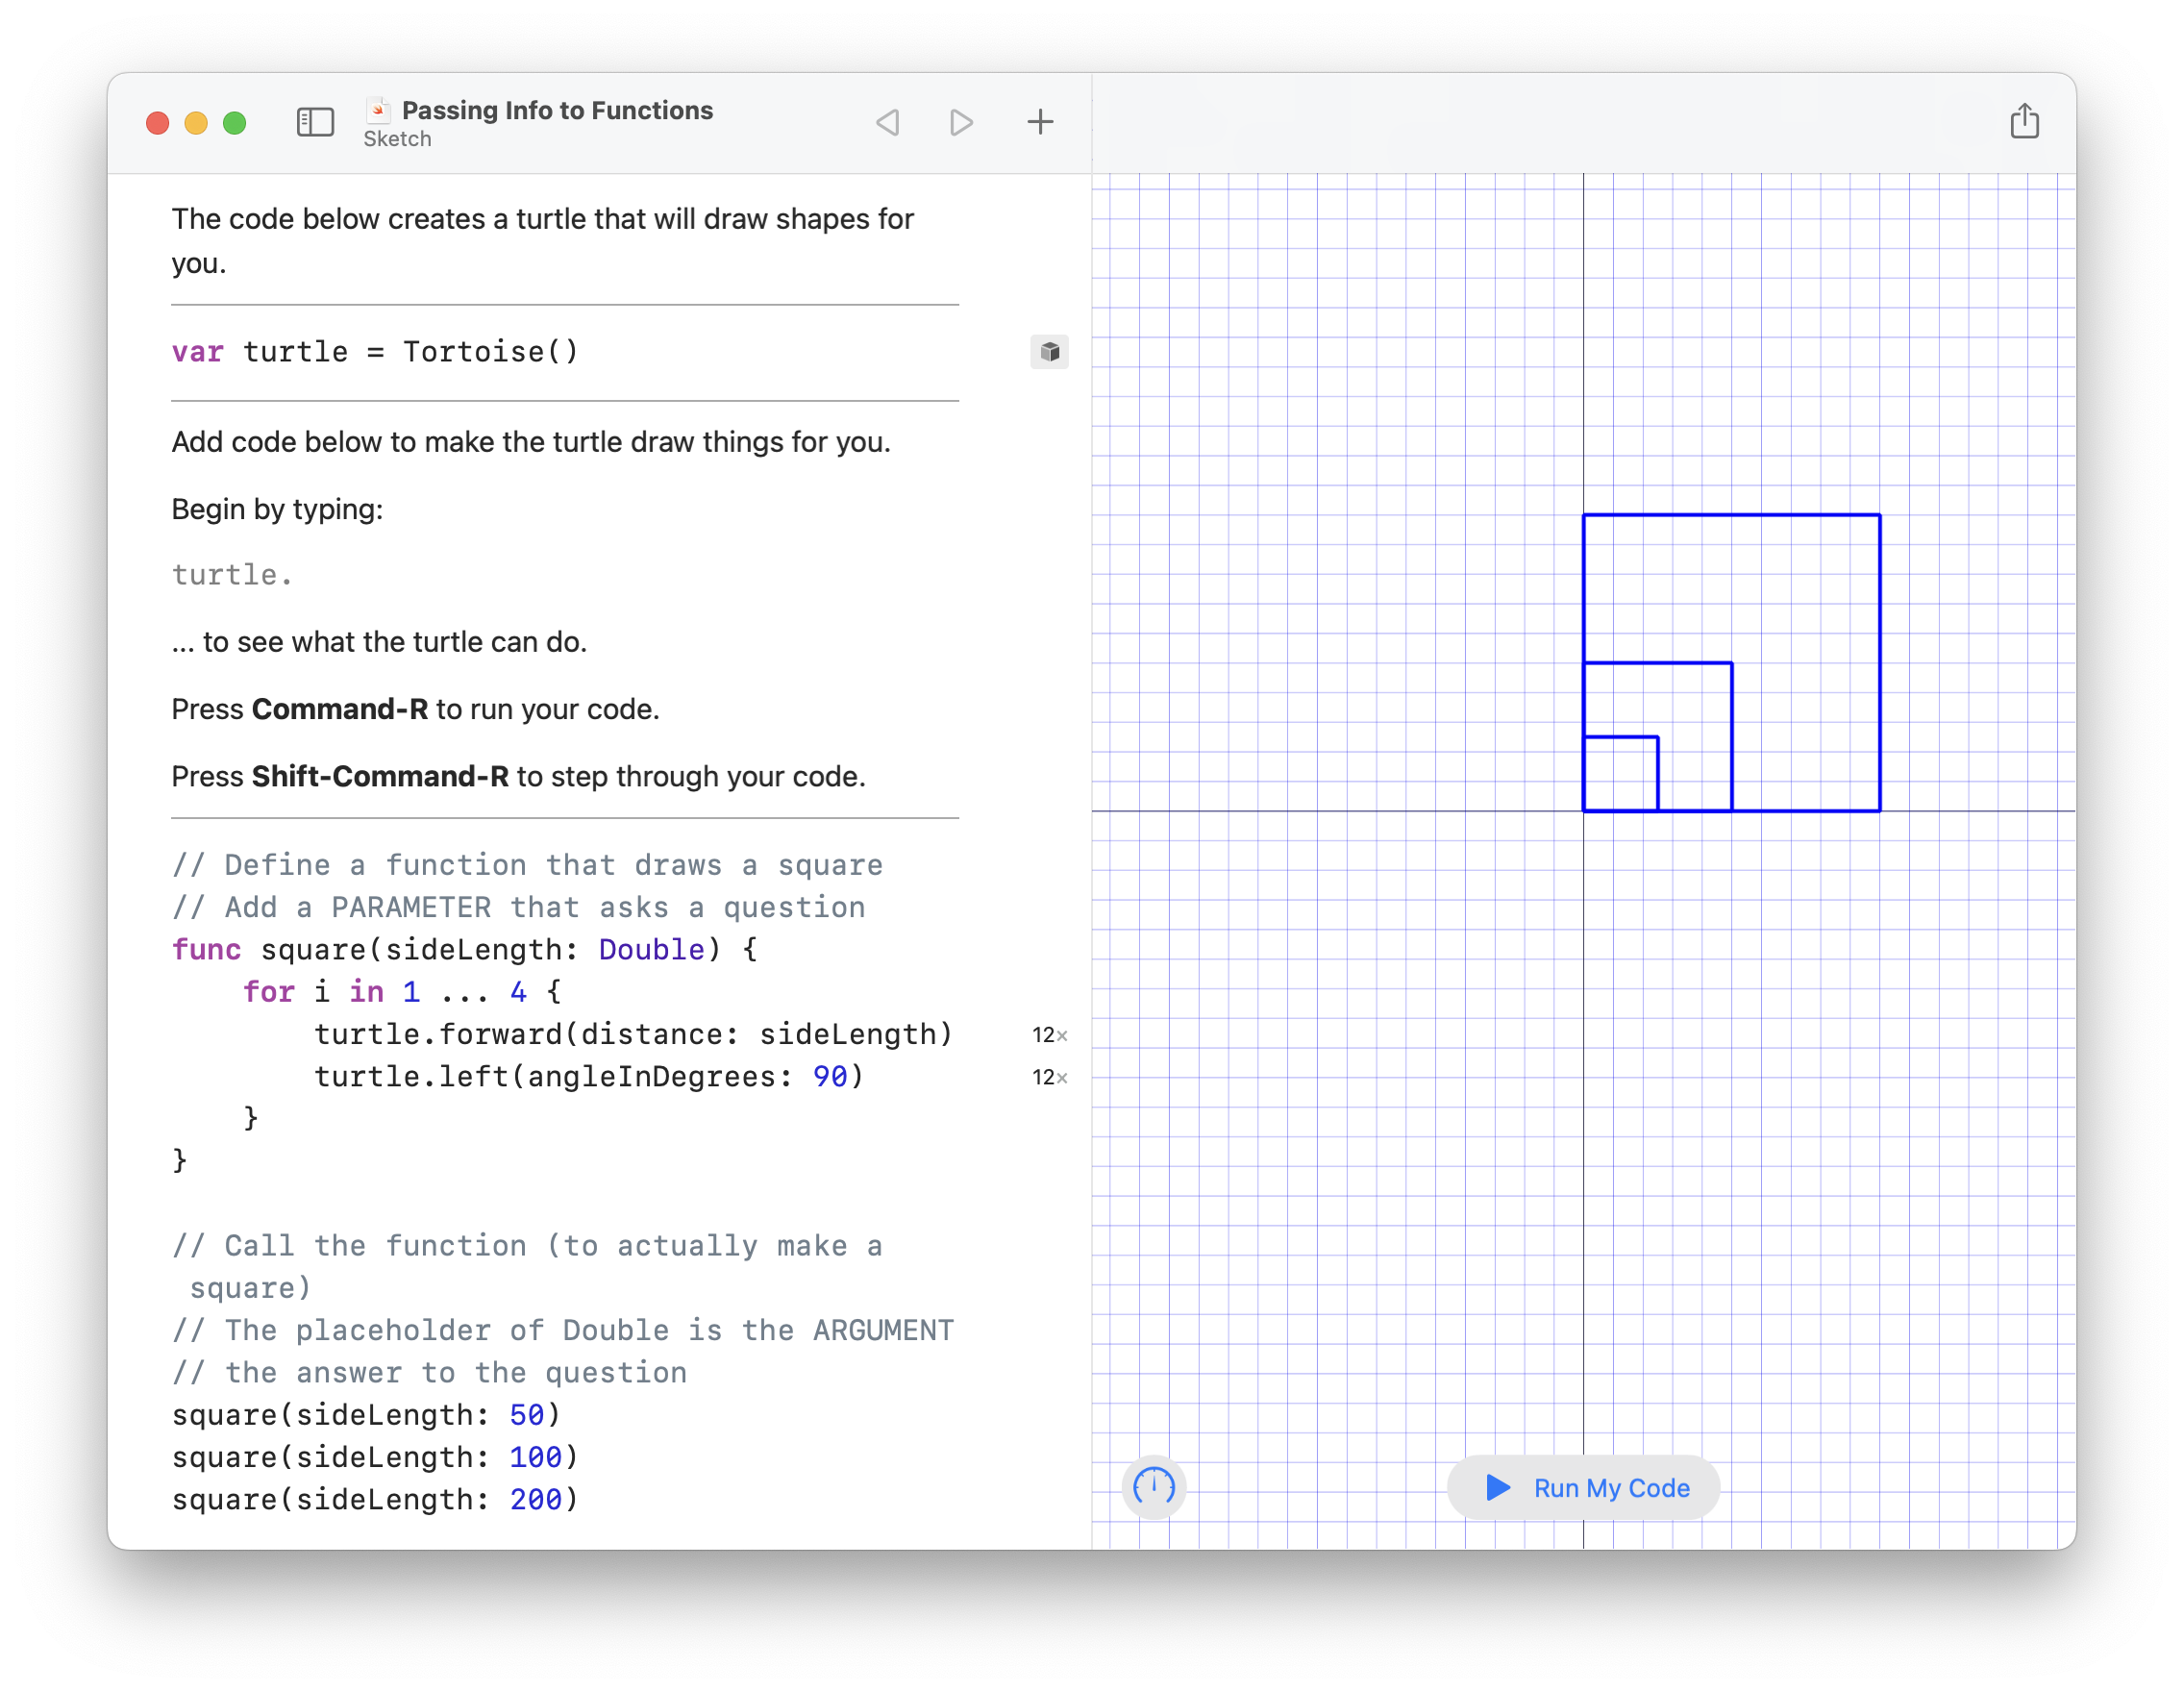 Passing Info to Functions
Sketch
The code below creates a turtle that will draw shapes for
you.
var turtle = Tortoise()
Add code below to make the turtle draw things for you.
Begin by typing:
turtle.
... to see what the turtle can do.
Press Command-R to run your code.
Press Shift-Command-R to step through your code.
// Define a function that draws a square
// Add a PARAMETER that asks a question
func square(sideLength: Double) {
    for i in 1 ... 4 {
        turtle.forward(distance: sideLength) 12×
        turtle.left(angleInDegrees: 90) 12×
    }
}
// Call the function (to actually make a
 square)
// The placeholder of Double is the ARGUMENT
// the answer to the question
square(sideLength: 50)
square(sideLength: 100)
square(sideLength: 200)
Run My Code